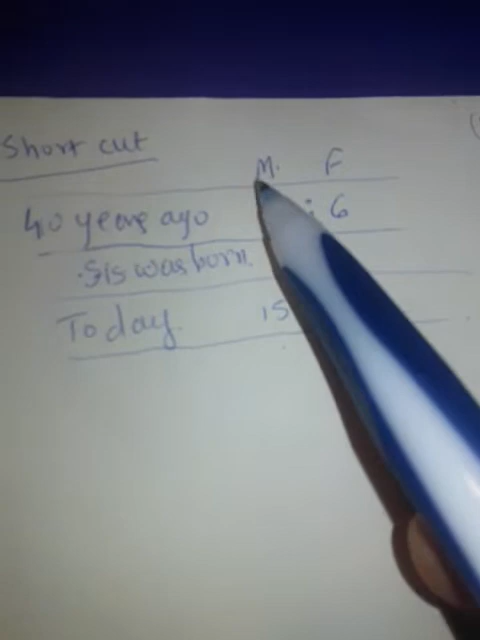 Short cut
M. F
40 years ago : 6
Sis was born.
Today. 15